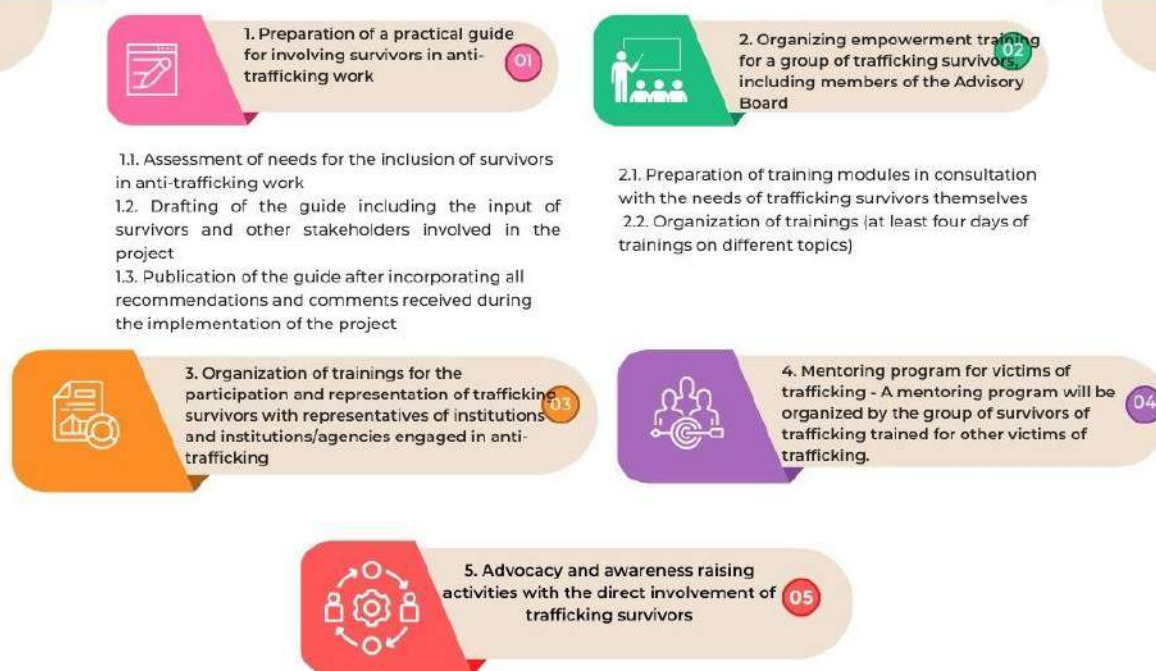 1. Preparation of a practical guide
for involving survivors in anti-
trafficking work
01
2. Organizing empowerment training
for a group of trafficking survivors,
including members of the Advisory
Board
02
1.1. Assessment of needs for the inclusion of survivors
in anti-trafficking work
1.2. Drafting of the guide including the input of
survivors and other stakeholders involved in the
project
1.3. Publication of the guide after incorporating all
recommendations and comments received during
the implementation of the project
2.1. Preparation of training modules in consultation
with the needs of trafficking survivors themselves
2.2. Organization of trainings (at least four days of
trainings on different topics)
3. Organization of trainings for the
participation and representation of trafficking
survivors with representatives of institutions
and institutions/agencies engaged in anti-
trafficking
03
4. Mentoring program for victims of
trafficking - A mentoring program will be
organized by the group of survivors of
trafficking trained for other victims of
trafficking.
04
5. Advocacy and awareness raising
activities with the direct involvement of
trafficking survivors
05